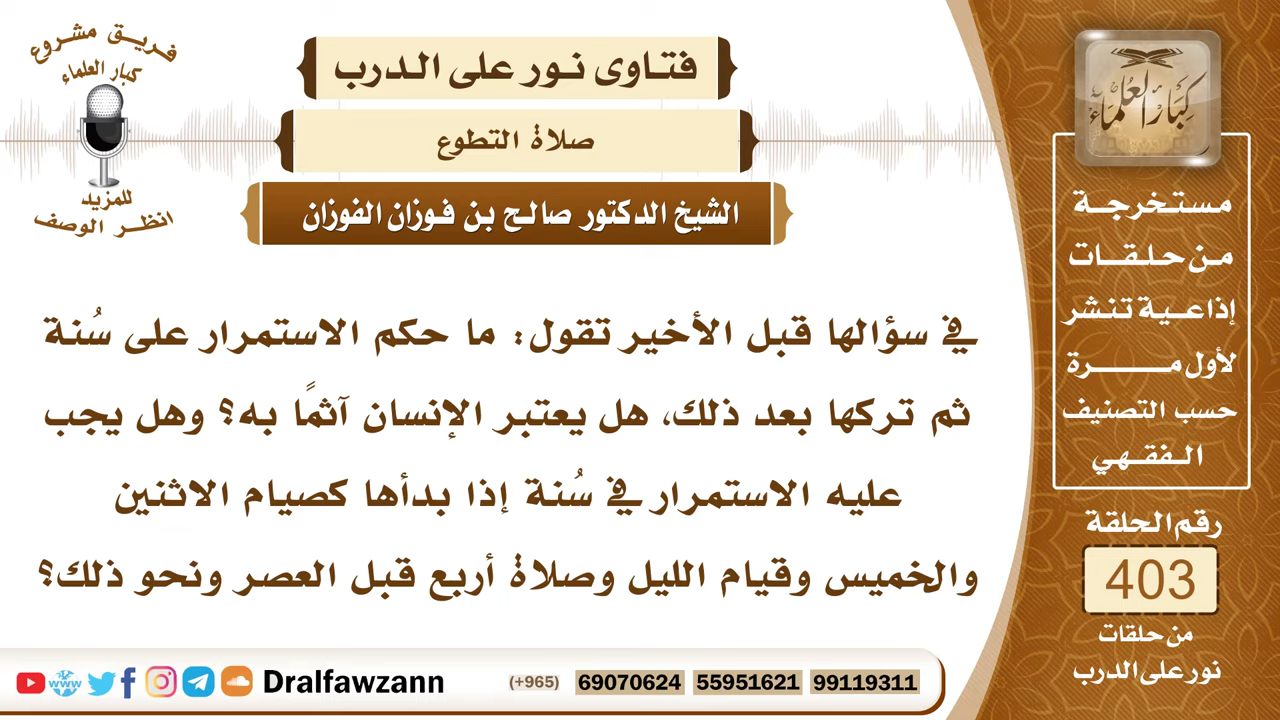 فريق مشروع
كبار العلماء
للمزيد
انظر الوصف
فتاوى نور على الدرب
صلاة التطوع
الشيخ الدكتور صالح بن فوزان الفوزان
في سؤالها قبل الأخير تقول: ما حكم الاستمرار على سُنة
ثم تركها بعد ذلك، هل يعتبر الإنسان آثمًا به؟ وهل يجب
عليه الاستمرار في سُنة إذا بدأها كصيام الاثنين
والخميس وقيام الليل وصلاة أربع قبل العصر ونحو ذلك؟
كبار العلماء
مستخرجة
من حلقات
إذاعية تنشر
لأول مرة
حسب التصنيف
الفقهي
رقم الحلقة
403
من حلقات
نور على الدرب
www
Dralfawzann
(+965) 69070624 55951621 99119311